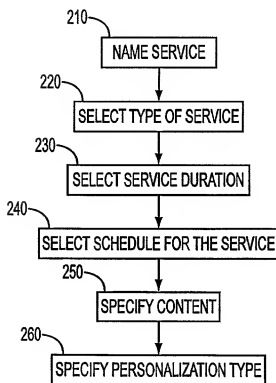 210
NAME SERVICE
220
SELECT TYPE OF SERVICE
230
SELECT SERVICE DURATION
240
SELECT SCHEDULE FOR THE SERVICE
250
SPECIFY CONTENT
260
SPECIFY PERSONALIZATION TYPE